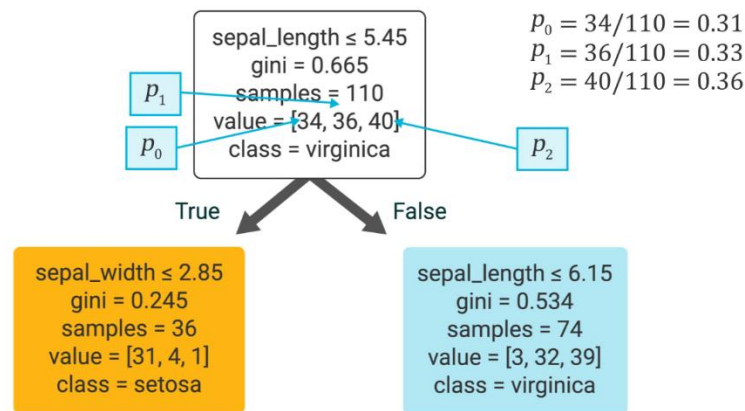 sepal_length ≤ 5.45
gini = 0.665
samples = 110
value = [34, 36, 40]
class = virginica
p₀ = 34/110 = 0.31
p₁ = 36/110 = 0.33
p₂ = 40/110 = 0.36
p₁
p₀
p₂
True
False
sepal_width ≤ 2.85
gini = 0.245
samples = 36
value = [31, 4, 1]
class = setosa
sepal_length ≤ 6.15
gini = 0.534
samples = 74
value = [3, 32, 39]
class = virginica